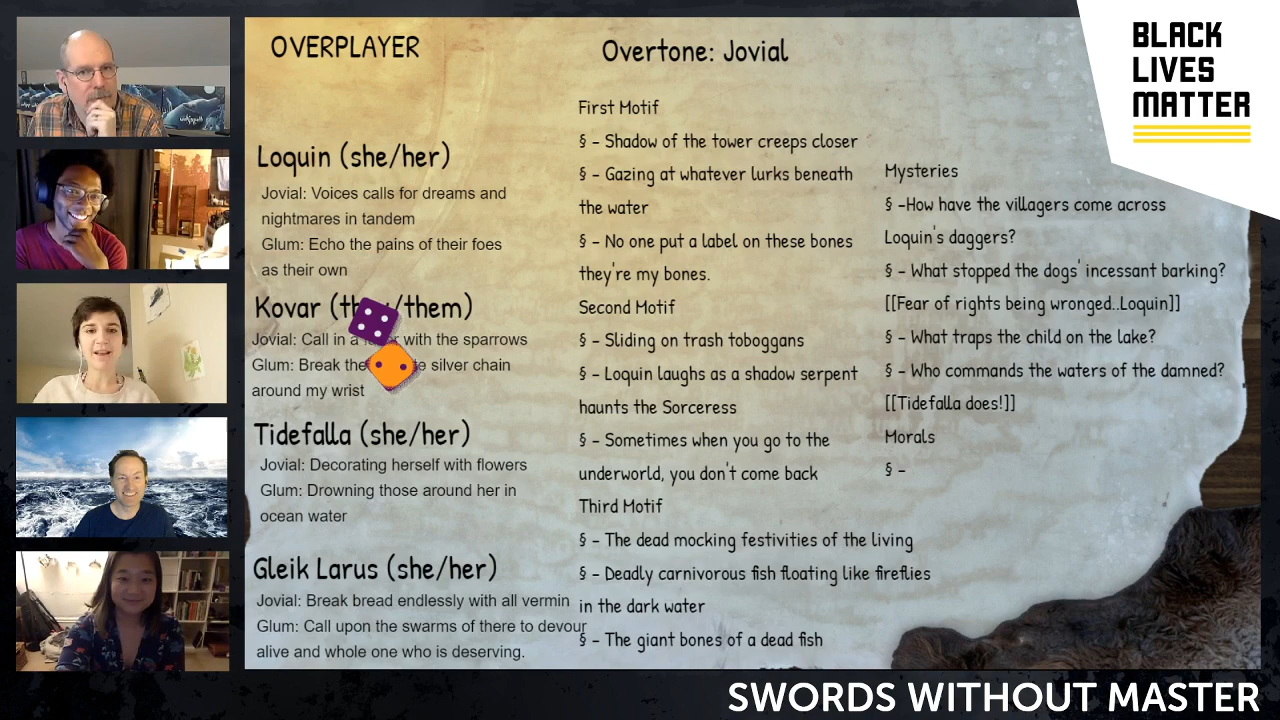 OVERPLAYER
Loquin (she/her)
Jovial: Voices calls for dreams and
nightmares in tandem
Glum: Echo the pains of their foes
as their own
Kovar (th /them)
Jovial: Call in a with the sparrows
Glum: Break the silver chain
around my wrist
Tidefalla (she/her)
Jovial: Decorating herself with flowers
Glum: Drowning those around her in
ocean water
Gleik Larus (she/her)
Jovial: Break bread endlessly with all vermin
Glum: Call upon the swarms of there to devour
alive and whole one who is deserving.
Overtone: Jovial
First Motif
§ - Shadow of the tower creeps closer
§ - Gazing at whatever lurks beneath
the water
§ - No one put a label on these bones
they're my bones.
Second Motif
§ - Sliding on trash toboggans
§ - Loquin laughs as a shadow serpent
haunts the Sorceress
§ - Sometimes when you go to the
underworld, you don't come back
Third Motif
§ - The dead mocking festivities of the living
§ - Deadly carnivorous fish floating like fireflies
in the dark water
§ - The giant bones of a dead fish
Mysteries
§ -How have the villagers come across
Loquin's daggers?
§ - What stopped the dogs' incessant barking?
[[Fear of rights being wronged..Loquin]]
§ - What traps the child on the lake?
§ - Who commands the waters of the damned?
[[Tidefalla does!]]
Morals
§ -
BLACK
LIVES
MATTER
SWORDS WITHOUT MASTER